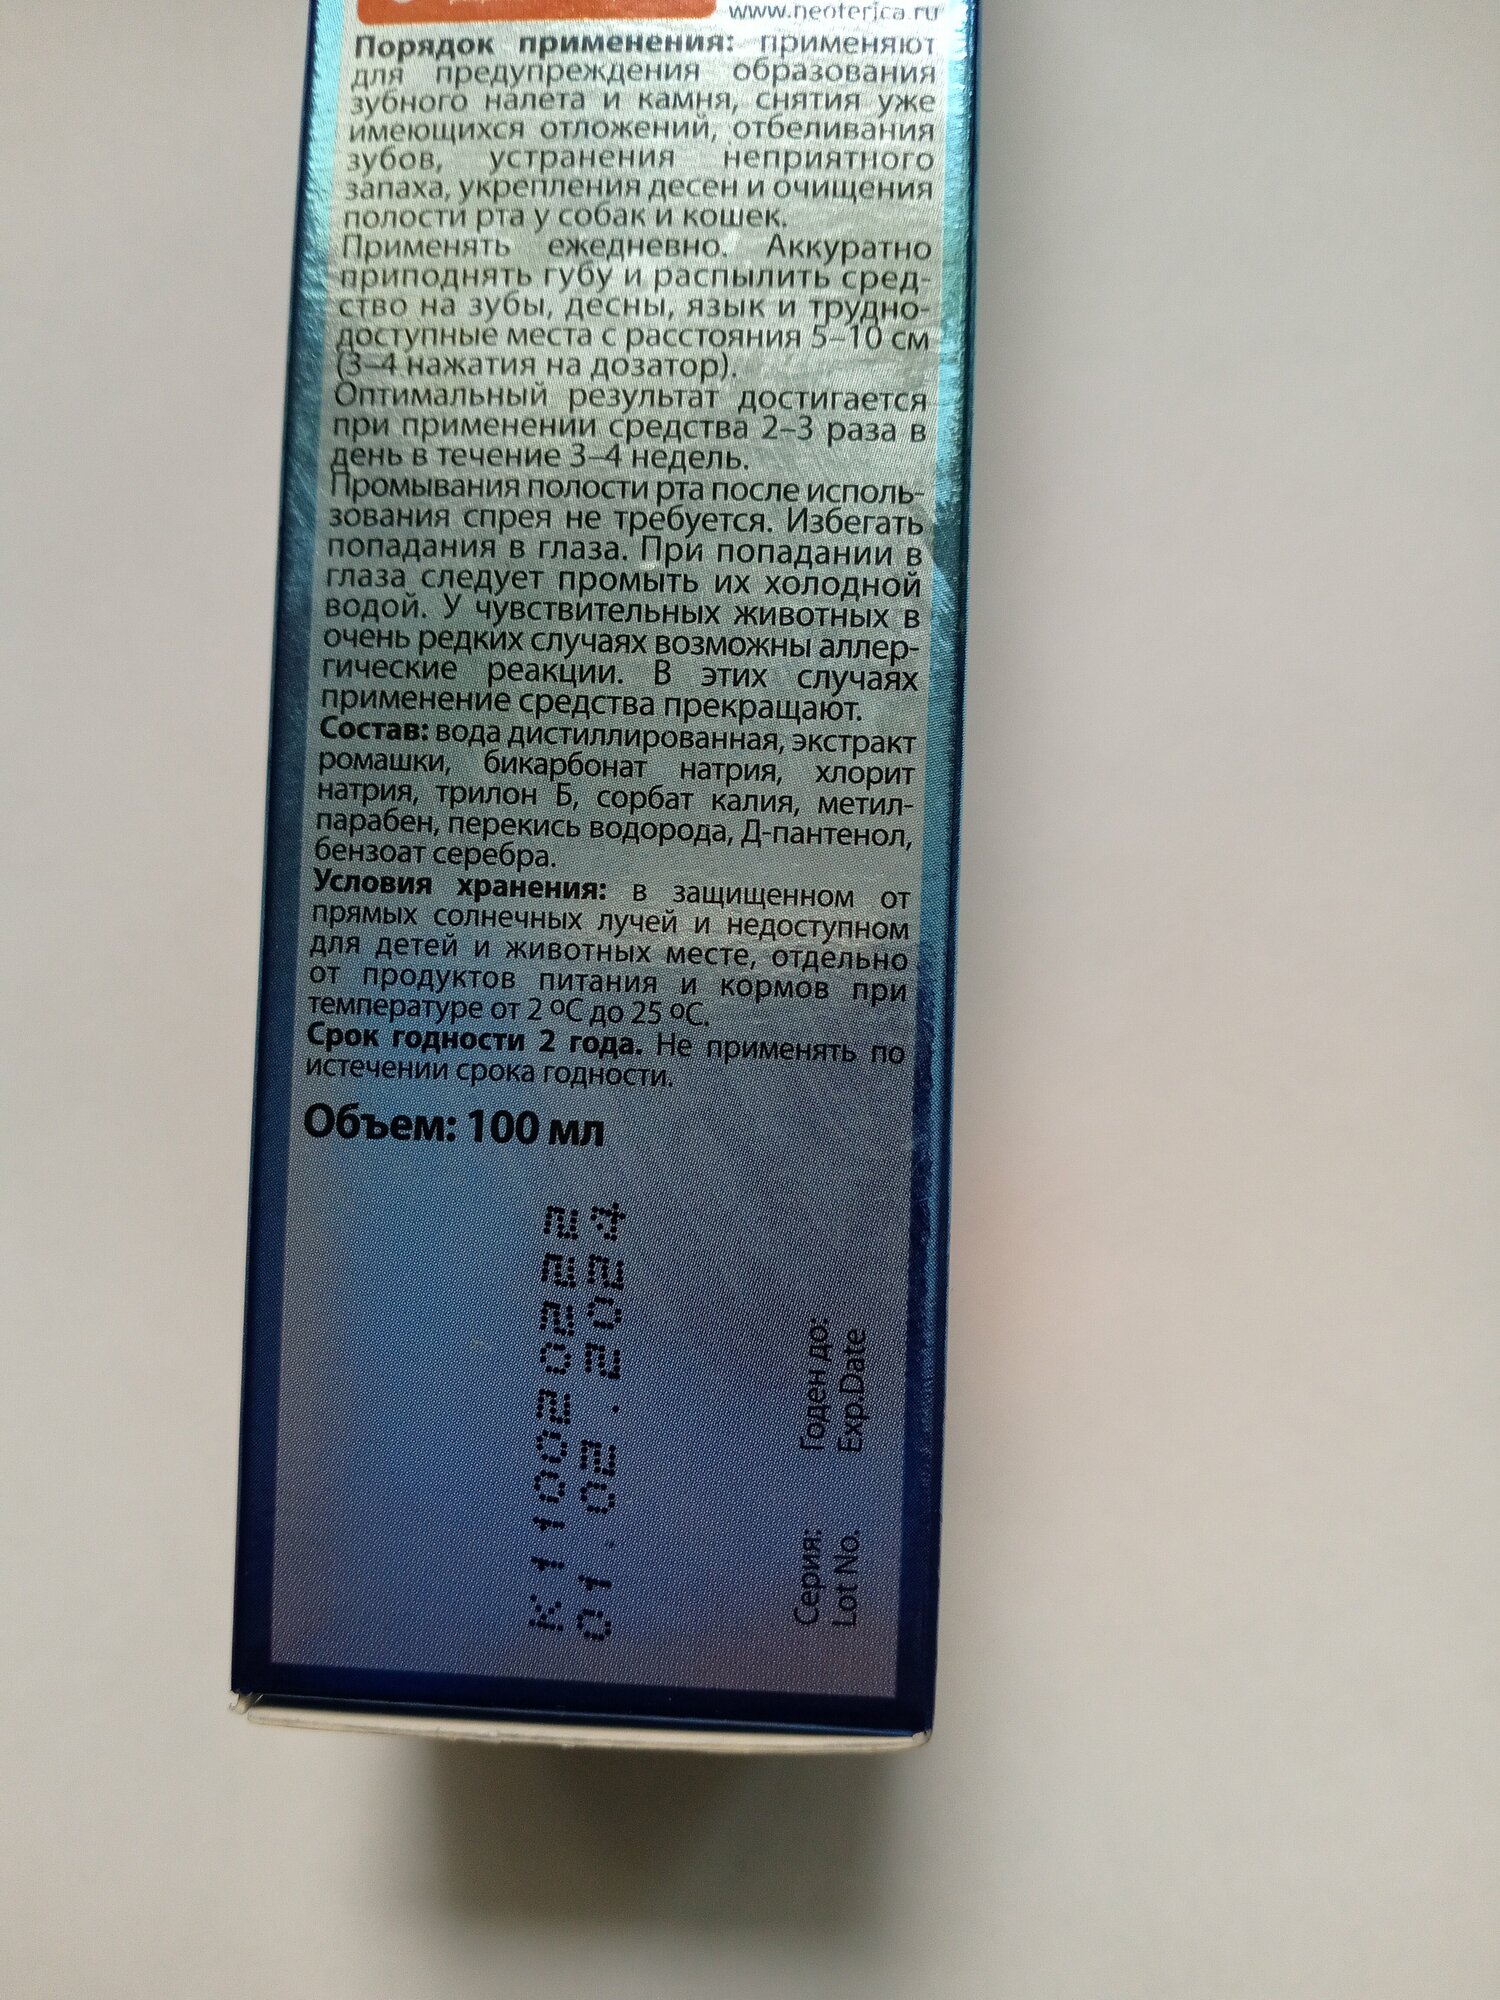 www.neoterica.ru
Порядок применения: применяют
для предупреждения образования
зубного налета и камня, снятия уже
имеющихся отложений, отбеливания
зубов, устранения неприятного
запаха, укрепления десен и очищения
полости рта у собак и кошек.
Применять ежедневно. Аккуратно
приподнять губу и распылить сред-
ство на зубы, десны, язык и трудно-
доступные места с расстояния 5–10 см
(3–4 нажатия на дозатор).
Оптимальный результат достигается
при применении средства 2–3 раза в
день в течение 3–4 недель.
Промывания полости рта после исполь-
зования спрея не требуется. Избегать
попадания в глаза. При попадании в
глаза следует промыть их холодной
водой. У чувствительных животных в
очень редких случаях возможны аллер-
гические реакции. В этих случаях
применение средства прекращают.
Состав: вода дистиллированная, экстракт
ромашки, бикарбонат натрия, хлорит
натрия, трилон Б, сорбат калия, метил-
парабен, перекись водорода, Д-пантенол,
бензоат серебра.
Условия хранения: в защищенном от
прямых солнечных лучей и недоступном
для детей и животных месте, отдельно
от продуктов питания и кормов при
температуре от 2 ºС до 25 ºС.
Срок годности 2 года. Не применять по
истечении срока годности.
Объем: 100 мл
K1100202222
01.02.2024
Серия: Годен до:
Lot No. Exp.Date